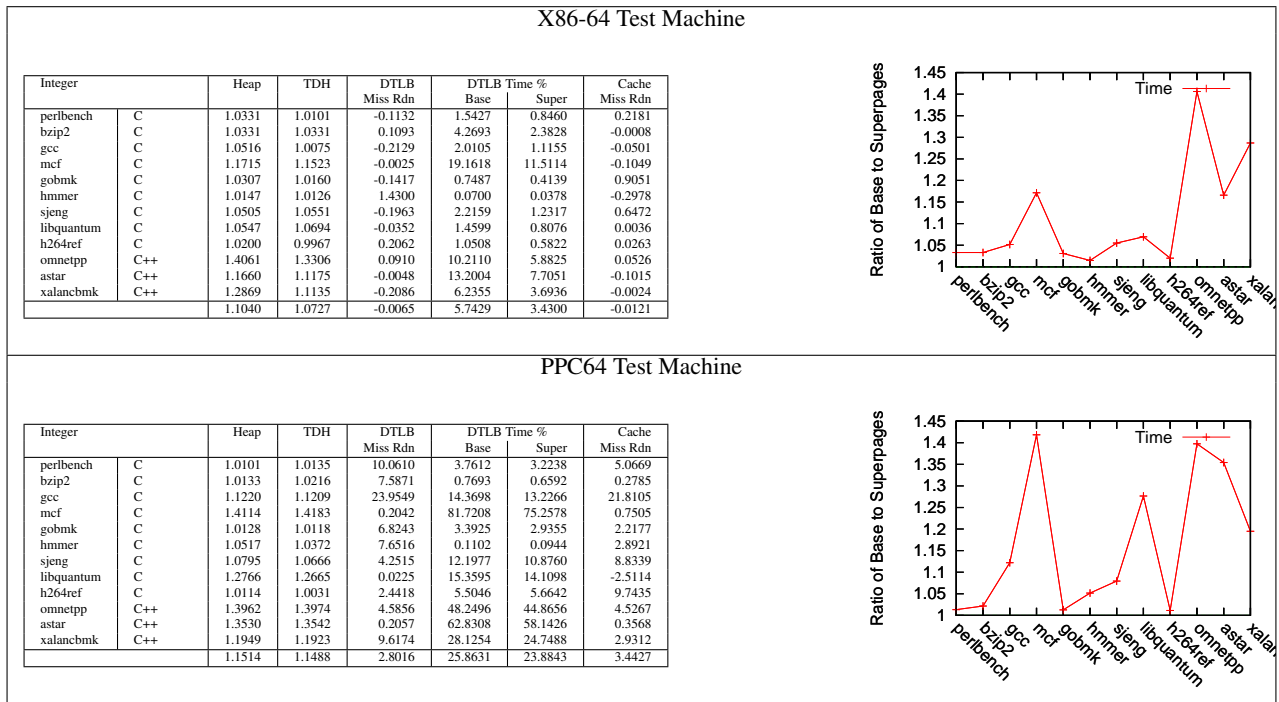 X86-64 Test Machine
Integer Heap TDH DTLB DTLB Time % Cache
Miss Rdn Base Super Miss Rdn
perlbench C 1.0331 1.0101 -0.1132 1.5427 0.8460 0.2181
bzip2 C 1.0331 1.0331 0.1093 4.2693 2.3828 -0.0008
gcc C 1.0516 1.0075 -0.2129 2.0105 1.1155 -0.0501
mcf C 1.1715 1.1523 -0.0025 19.1618 11.5114 -0.1049
gobmk C 1.0307 1.0160 -0.1417 0.7487 0.4139 0.9051
hmmer C 1.0147 1.0126 1.4300 0.0700 0.0378 -0.2978
sjeng C 1.0505 1.0551 -0.1963 2.2159 1.2317 0.6472
libquantum C 1.0547 1.0694 -0.0352 1.4599 0.8076 0.0036
h264ref C 1.0200 0.9967 0.2062 1.0508 0.5822 0.0263
omnetpp C++ 1.4061 1.3306 0.0910 10.2110 5.8825 0.0526
astar C++ 1.1660 1.1175 -0.0048 13.2004 7.7051 -0.1015
xalancbmk C++ 1.2869 1.1135 -0.2086 6.2355 3.6936 -0.0024
1.1040 1.0727 -0.0065 5.7429 3.4300 -0.0121
Ratio of Base to Superpages
1.45
1.4
1.35
1.3
1.25
1.2
1.15
1.1
1.05
1
Time
perlbench
bzip2
gcc
mcf
gobmk
hmmer
sjeng
libquantum
h264ref
omnetpp
astar
xalan
PPC64 Test Machine
Integer Heap TDH DTLB DTLB Time % Cache
Miss Rdn Base Super Miss Rdn
perlbench C 1.0101 1.0135 10.0610 3.7612 3.2238 5.0669
bzip2 C 1.0133 1.0216 7.5871 0.7693 0.6592 0.2785
gcc C 1.1220 1.1209 23.9549 14.3698 13.2266 21.8105
mcf C 1.4114 1.4183 0.2042 81.7208 75.2578 0.7505
gobmk C 1.0128 1.0118 6.8243 3.3925 2.9355 2.2177
hmmer C 1.0517 1.0372 7.6516 0.1102 0.0944 2.8921
sjeng C 1.0795 1.0666 4.2515 12.1977 10.8760 8.8339
libquantum C 1.2766 1.2665 0.0225 15.3595 14.1098 -2.5114
h264ref C 1.0114 1.0031 2.4418 5.5046 5.6642 9.7435
omnetpp C++ 1.3962 1.3974 4.5856 48.2496 44.8656 4.5267
astar C++ 1.3530 1.3542 0.2057 62.8308 58.1426 0.3568
xalancbmk C++ 1.1949 1.1923 9.6174 28.1254 24.7488 2.9312
1.1514 1.1488 2.8016 25.8631 23.8843 3.4427
Ratio of Base to Superpages
1.45
1.4
1.35
1.3
1.25
1.2
1.15
1.1
1.05
1
Time
perlbench
bzip2
gcc
mcf
gobmk
hmmer
sjeng
libquantum
h264ref
omnetpp
astar
xalan